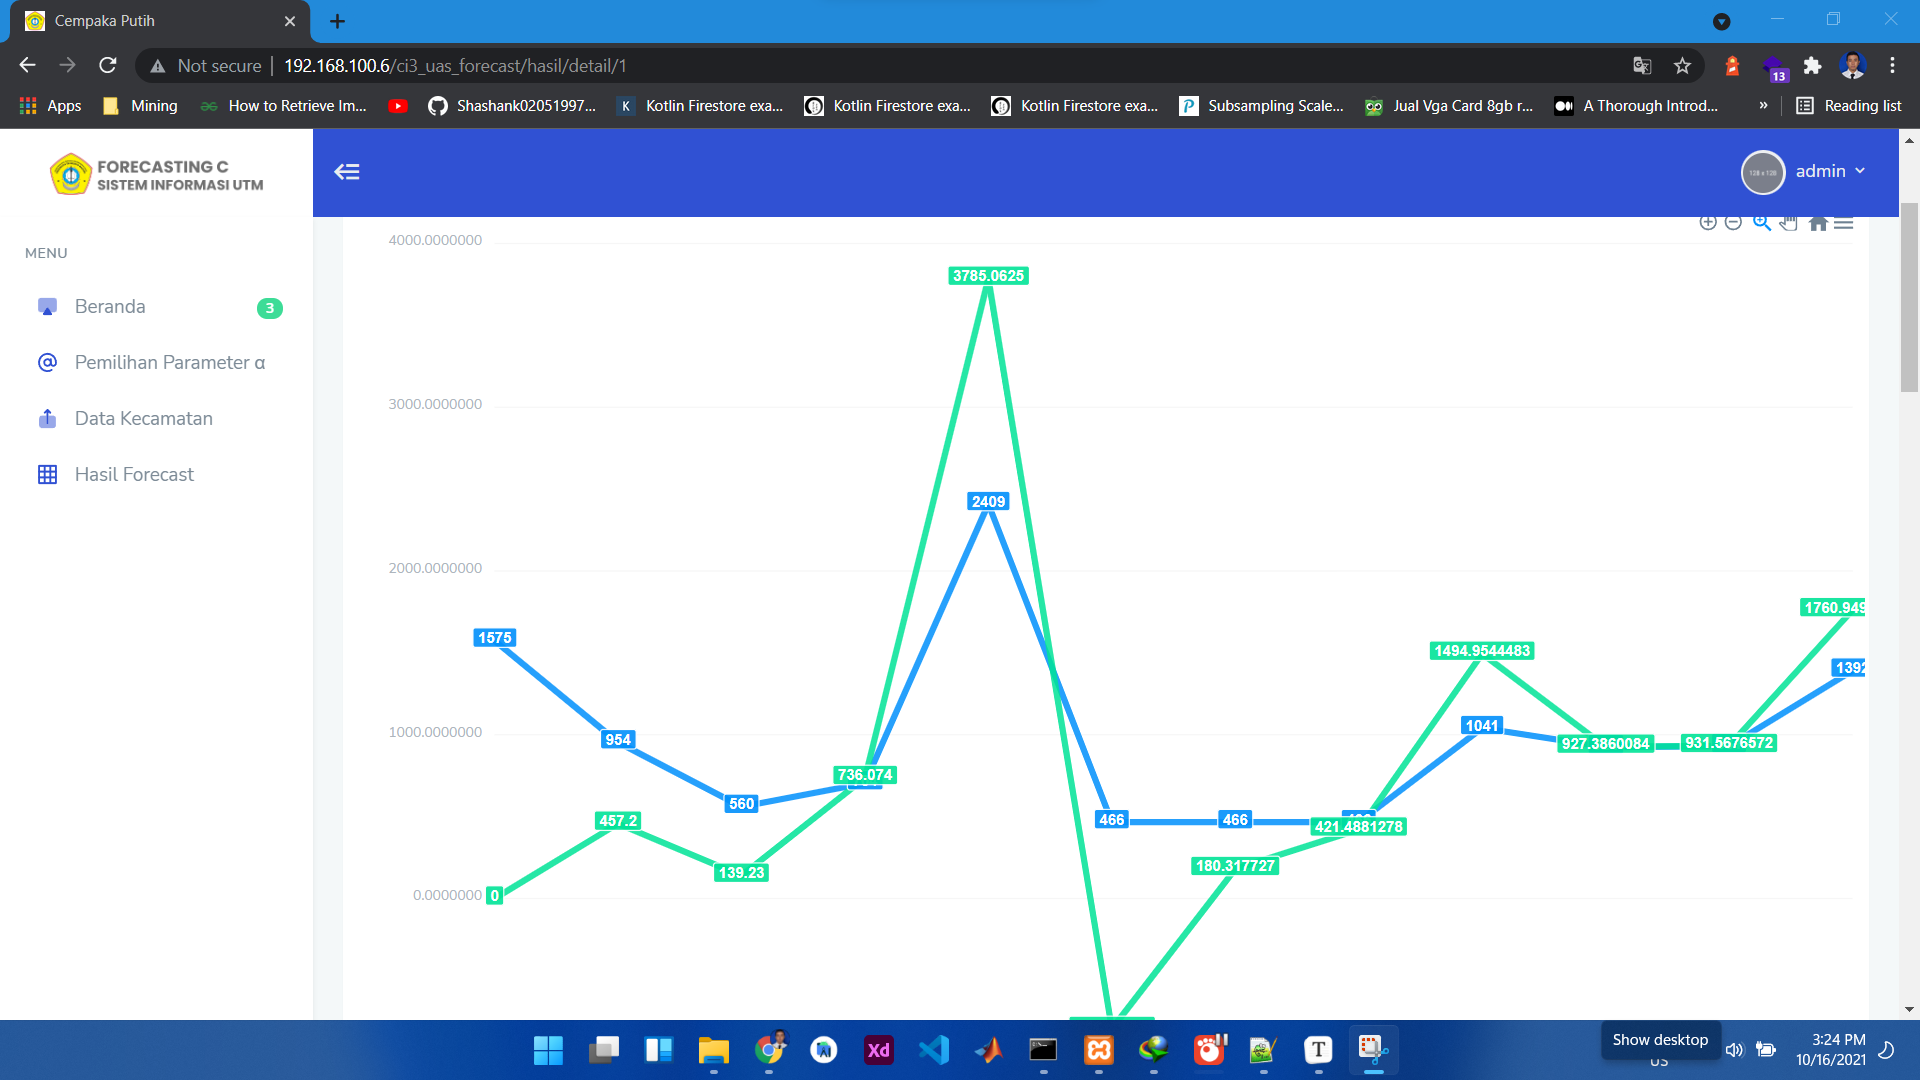 Cempaka Putih
Not secure
192.168.100.6/ci3_uas_forecast/hasil/detail/1
13
Apps
Mining
How to Retrieve Im...
Shashank02051997...
K
Kotlin Firestore exa...
Kotlin Firestore exa...
Kotlin Firestore exa...
Subsampling Scale...
Jual Vga Card 8gb r...
A Thorough Introd...
»
Reading list
FORECASTING C
SISTEM INFORMASI UTM
128 x 128
admin
MENU
Beranda
3
Pemilihan Parameter α
Data Kecamatan
Hasil Forecast
4000.0000000
3000.0000000
2000.0000000
1000.0000000
0.0000000
3785.0625
2409
1575
954
560
736.074
457.2
139.23
0
466
466
180.317727
421.4881278
1494.9544483
1041
927.3860084
931.5676572
1760.949
1392
Xd
T
Show desktop
US
3:24 PM
10/16/2021